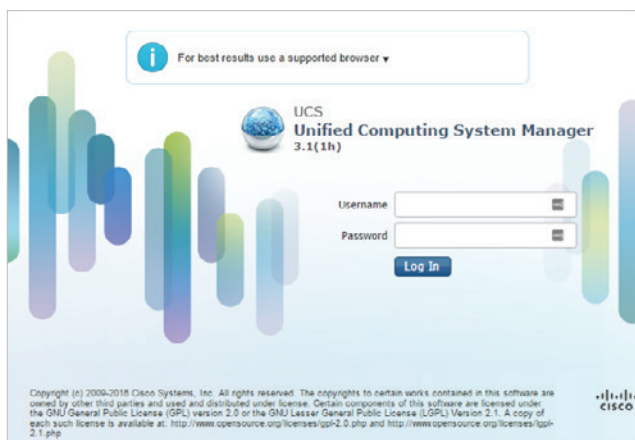 For best results use a supported browser ▾
UCS
Unified Computing System Manager
3.1(1h)
Username
Password
Log In
Copyright (c) 2009-2016 Cisco Systems, Inc. All rights reserved. The copyrights to certain works contained in this software are
owned by other third parties and used and distributed under license. Certain components of this software are licensed under
the GNU General Public License (GPL) version 2.0 or the GNU Lesser General Public License (LGPL) Version 2.1. A copy of
each such license is available at: http://www.opensource.org/licenses/gpl-2.0.php and http://www.opensource.org/licenses/lgpl-
2.1.php
CISCO